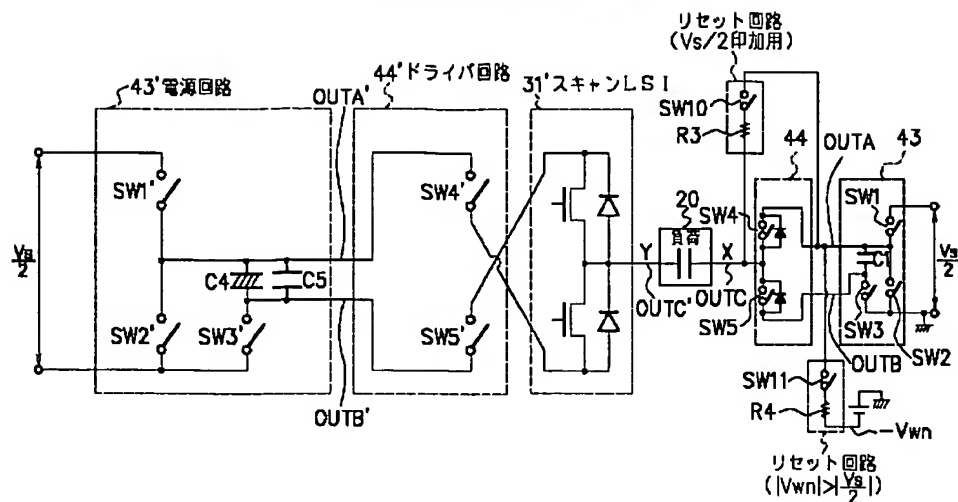 リセット回路
(Vs/2印加用)
43'電源回路
44'ドライバ回路
31'スキャンLSI
OUTA'
SW10
R3
44
OUTA
43
SW1'
SW4'
20
負荷
SW4
SW1
Vs
2
C4
C5
Y
X
C1
Vs
2
OUTC'
OUTC
SW2'
SW3'
SW5'
SW5
SW3
OUTB
SW2
SW11
OUTB'
R4
-Vwn
リセット回路
(|Vwn|>|Vs/2|)